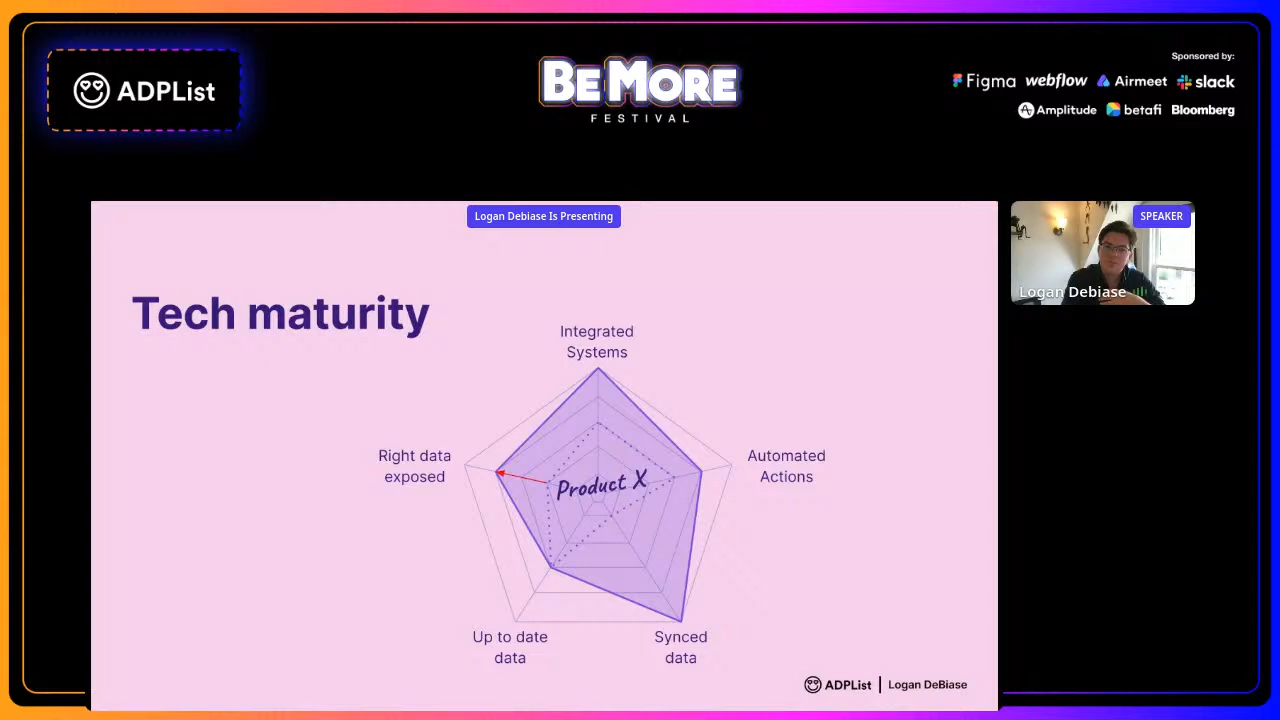 ADPList
BE MORE
FESTIVAL
Sponsored by:
Figma webflow Airmeet slack
Amplitude betafi Bloomberg
Logan Debiase Is Presenting
SPEAKER
Logan Debiase
Tech maturity
Integrated
Systems
Right data
exposed
Automated
Actions
Product X
Up to date
data
Synced
data
ADPList | Logan DeBiase